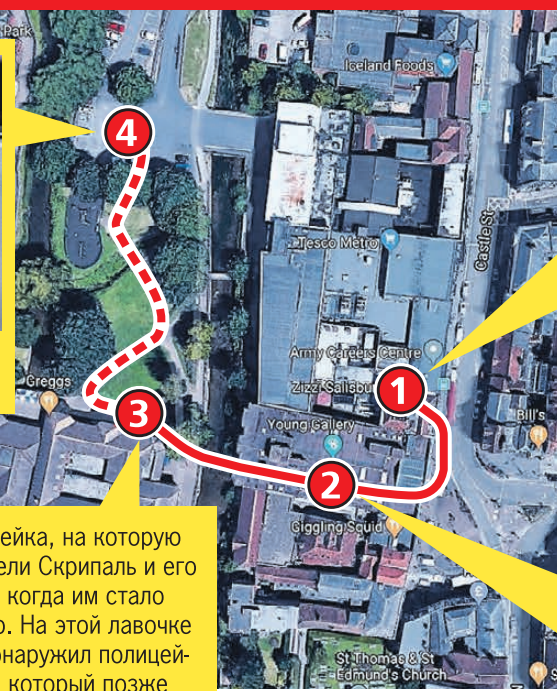 Park
Iceland Foods
4
Tesco Metro
Castle St
Army Careers Centre
Greggs
Zizzi Salisbu
1
3
Young Gallery
Bill's
2
Giggling Squid
ейка, на которую
ели Скрипаль и его
когда им стало
о. На этой лавочке
наружил полицей-
который позже
St Thomas & St
Edmund's Church